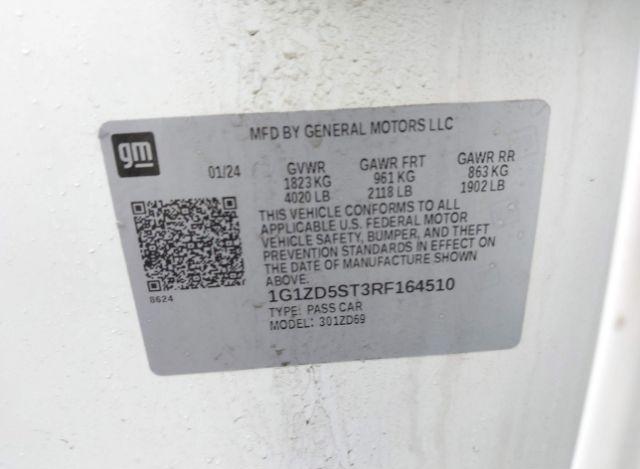 MFD BY GENERAL MOTORS LLC
gm
01/24 GVWR GAWR FRT GAWR RR
1823 KG 961 KG 863 KG
4020 LB 2118 LB 1902 LB
THIS VEHICLE CONFORMS TO ALL
APPLICABLE U.S. FEDERAL MOTOR
VEHICLE SAFETY, BUMPER, AND THEFT
PREVENTION STANDARDS IN EFFECT ON
THE DATE OF MANUFACTURE SHOWN
ABOVE.
8624
1G1ZD5ST3RF164510
TYPE: PASS CAR
MODEL: 301ZD69